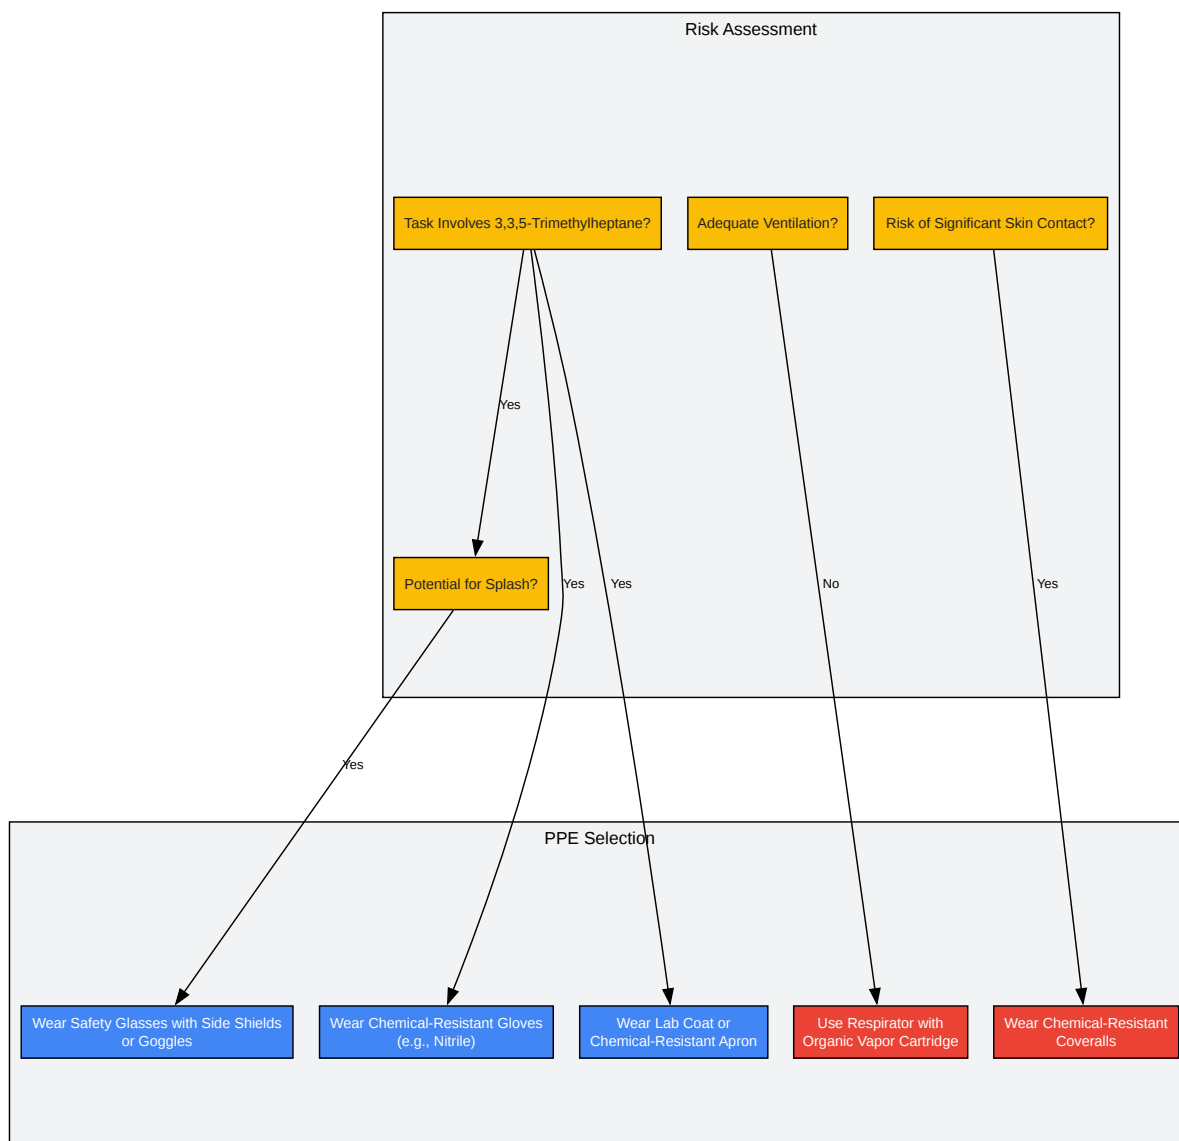 Risk Assessment
Task Involves 3,3,5-Trimethylheptane?
Adequate Ventilation?
Risk of Significant Skin Contact?
Yes
Potential for Splash?
Yes
Yes
No
Yes
Yes
PPE Selection
Wear Safety Glasses with Side Shields
or Goggles
Wear Chemical-Resistant Gloves
(e.g., Nitrile)
Wear Lab Coat or
Chemical-Resistant Apron
Use Respirator with
Organic Vapor Cartridge
Wear Chemical-Resistant
Coveralls